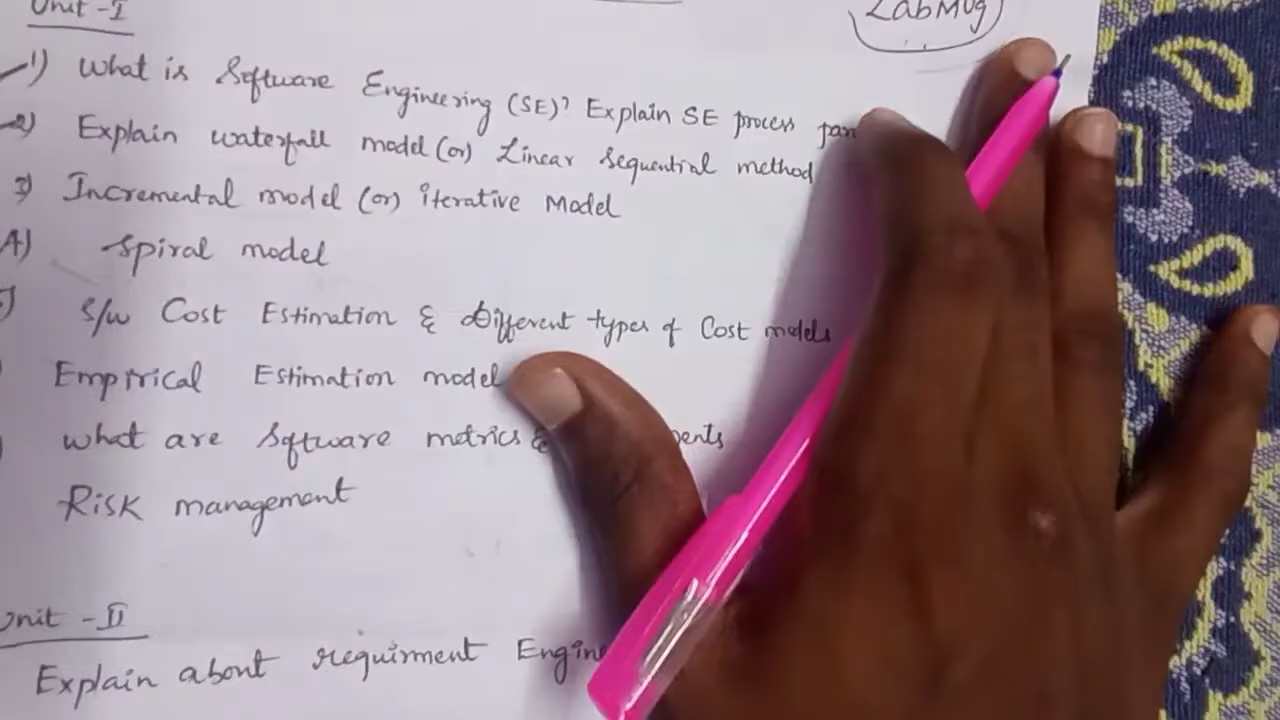 Unit - I
LabMug
1) What is Software Engineering (SE)? Explain SE process
2) Explain waterfall model (or) Linear Sequential method
3) Incremental model (or) iterative Model
4) Spiral model
S/w Cost Estimation & Different types of Cost models
Empirical Estimation model
What are Software metrics &
Risk management
Unit - II
Explain about requirment